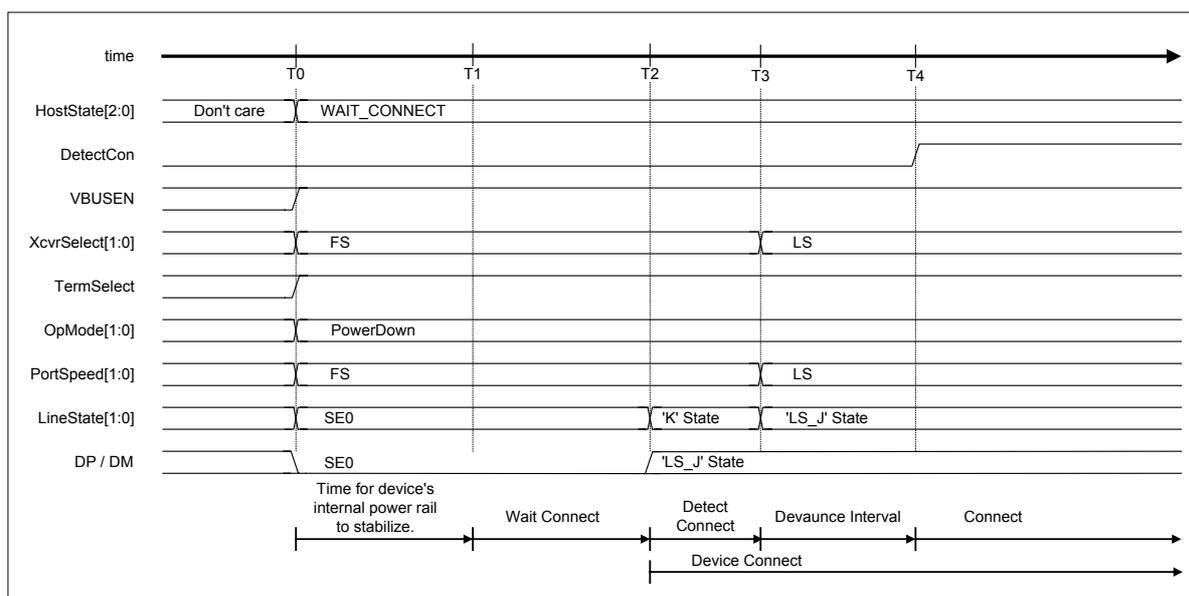 time
T0 T1 T2 T3 T4
HostState[2:0] Don't care WAIT_CONNECT
DetectCon
VBUSEN
XcvrSelect[1:0] FS LS
TermSelect
OpMode[1:0] PowerDown
PortSpeed[1:0] FS LS
LineState[1:0] SE0 'K' State 'LS_J' State
DP / DM SE0 'LS_J' State
Time for device's
internal power rail
to stabilize.
Wait Connect
Detect
Connect
Devaunce Interval
Connect
Device Connect